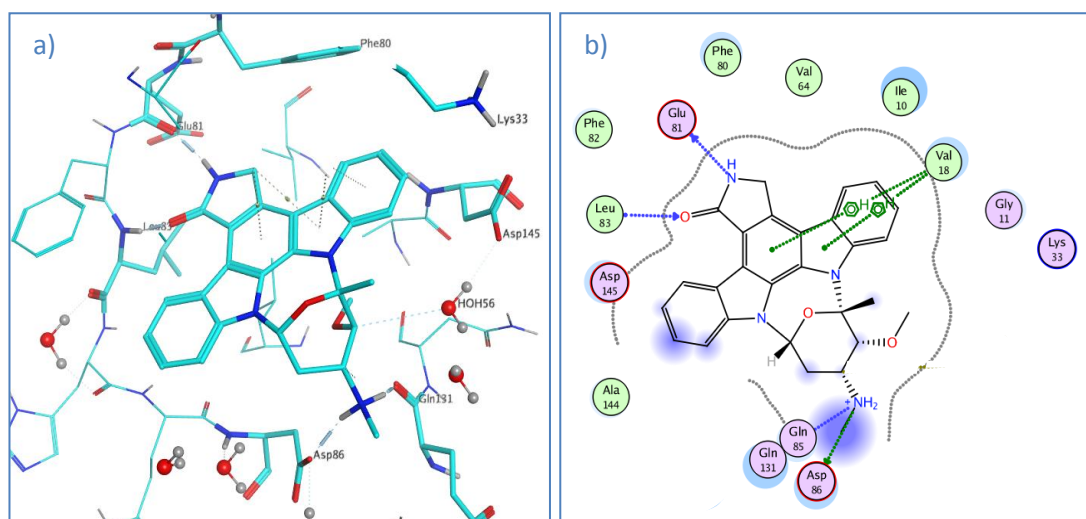 a)
Phe80
Lys33
Glu81
Leu83
Asp145
HOH56
Gln131
Asp86
b)
Phe
80
Val
64
Ile
10
Glu
81
Phe
82
Val
18
H
N
H
Leu
83
O
Gly
11
Lys
33
Asp
145
N
N
O
O
H
Ala
144
+
NH2
Gln
85
Gln
131
Asp
86